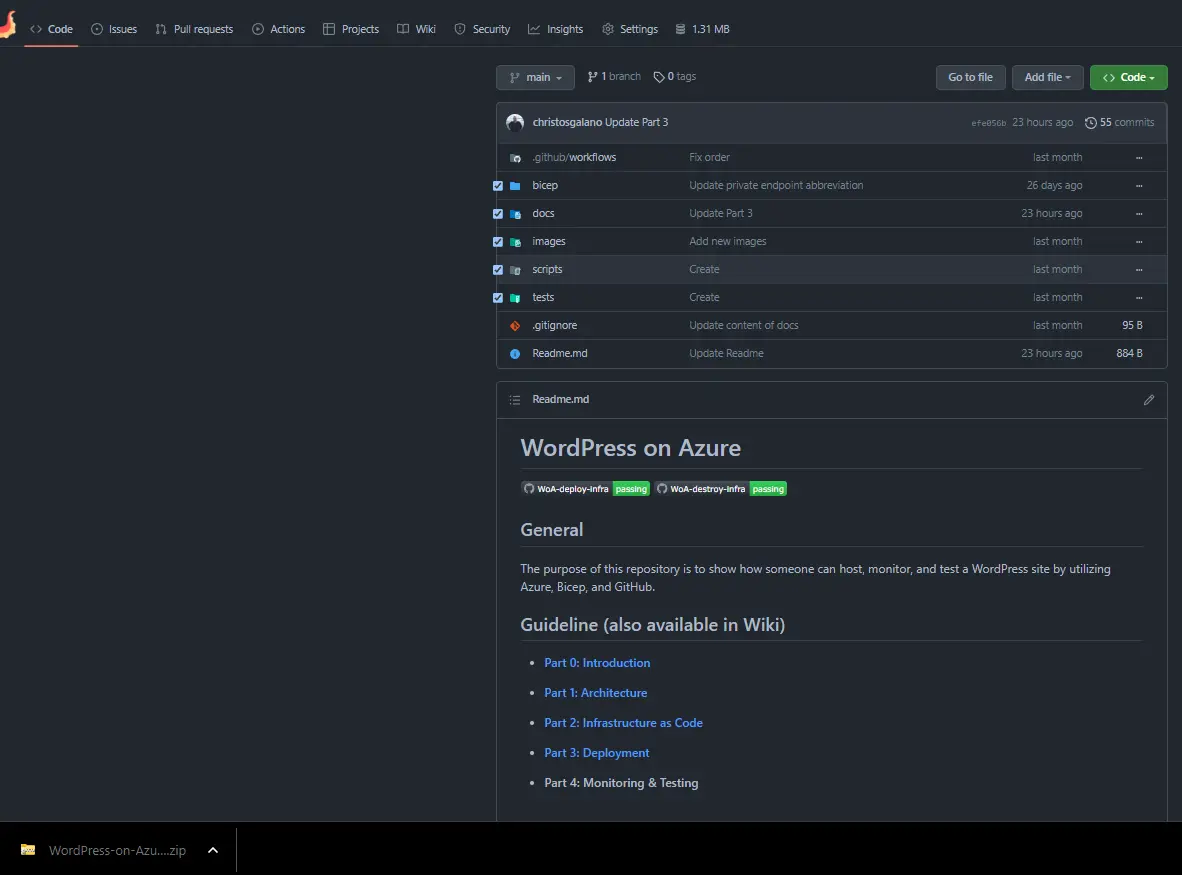 Code Issues Pull requests Actions Projects Wiki Security Insights Settings 1.31 MB
main 1 branch 0 tags Go to file Add file Code
christosgalano Update Part 3 efe056b 23 hours ago 55 commits
.github/workflows Fix order last month
bicep Update private endpoint abbreviation 26 days ago
docs Update Part 3 23 hours ago
images Add new images last month
scripts Create last month
tests Create last month
.gitignore Update content of docs last month 95 B
Readme.md Update Readme 23 hours ago 884 B
Readme.md
WordPress on Azure
WoA-deploy-infra passing WoA-destroy-infra passing
General
The purpose of this repository is to show how someone can host, monitor, and test a WordPress site by utilizing
Azure, Bicep, and GitHub.
Guideline (also available in Wiki)
Part 0: Introduction
Part 1: Architecture
Part 2: Infrastructure as Code
Part 3: Deployment
Part 4: Monitoring & Testing
WordPress-on-Azu....zip